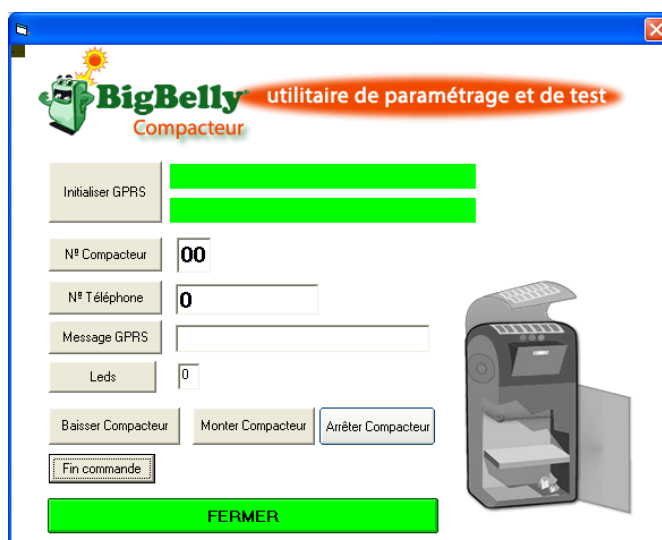 BigBelly
Compacteur
utilitaire de paramétrage et de test
Initialiser GPRS
Nº Compacteur
00
Nº Téléphone
0
Message GPRS
Leds
0
Baisser Compacteur
Monter Compacteur
Arrêter Compacteur
Fin commande
FERMER